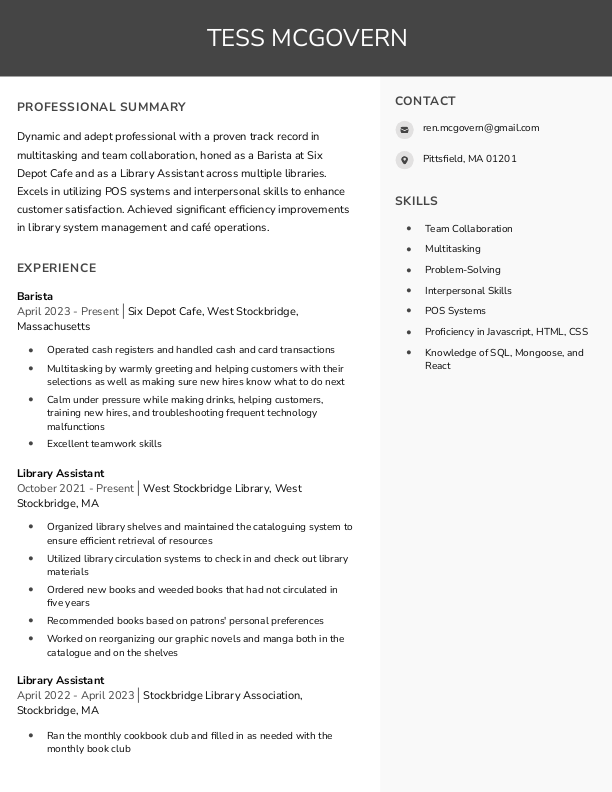 TESS MCGOVERN
PROFESSIONAL SUMMARY
Dynamic and adept professional with a proven track record in
multitasking and team collaboration, honed as a Barista at Six
Depot Cafe and as a Library Assistant across multiple libraries.
Excels in utilizing POS systems and interpersonal skills to enhance
customer satisfaction. Achieved significant efficiency improvements
in library system management and café operations.
EXPERIENCE
Barista
April 2023 - Present | Six Depot Cafe, West Stockbridge,
Massachusetts
• Operated cash registers and handled cash and card transactions
• Multitasking by warmly greeting and helping customers with their
selections as well as making sure new hires know what to do next
• Calm under pressure while making drinks, helping customers,
training new hires, and troubleshooting frequent technology
malfunctions
• Excellent teamwork skills
Library Assistant
October 2021 - Present | West Stockbridge Library, West
Stockbridge, MA
• Organized library shelves and maintained the cataloguing system to
ensure efficient retrieval of resources
• Utilized library circulation systems to check in and check out library
materials
• Ordered new books and weeded books that had not circulated in
five years
• Recommended books based on patrons' personal preferences
• Worked on reorganizing our graphic novels and manga both in the
catalogue and on the shelves
Library Assistant
April 2022 - April 2023 | Stockbridge Library Association,
Stockbridge, MA
• Ran the monthly cookbook club and filled in as needed with the
monthly book club
CONTACT
ren.mcgovern@gmail.com
Pittsfield, MA 01201
SKILLS
• Team Collaboration
• Multitasking
• Problem-Solving
• Interpersonal Skills
• POS Systems
• Proficiency in Javascript, HTML, CSS
• Knowledge of SQL, Mongoose, and
React